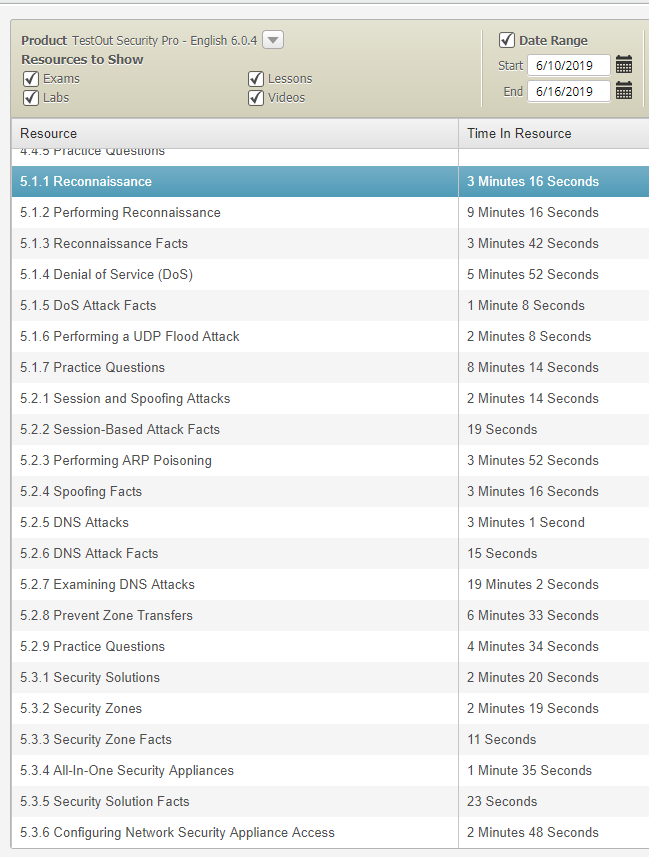 Product TestOut Security Pro - English 6.0.4
Resources to Show
Exams Lessons
Labs Videos
Date Range
Start 6/10/2019
End 6/16/2019
Resource Time In Resource
4.4.5 Practice Questions
5.1.1 Reconnaissance 3 Minutes 16 Seconds
5.1.2 Performing Reconnaissance 9 Minutes 16 Seconds
5.1.3 Reconnaissance Facts 3 Minutes 42 Seconds
5.1.4 Denial of Service (DoS) 5 Minutes 52 Seconds
5.1.5 DoS Attack Facts 1 Minute 8 Seconds
5.1.6 Performing a UDP Flood Attack 2 Minutes 8 Seconds
5.1.7 Practice Questions 8 Minutes 14 Seconds
5.2.1 Session and Spoofing Attacks 2 Minutes 14 Seconds
5.2.2 Session-Based Attack Facts 19 Seconds
5.2.3 Performing ARP Poisoning 3 Minutes 52 Seconds
5.2.4 Spoofing Facts 3 Minutes 16 Seconds
5.2.5 DNS Attacks 3 Minutes 1 Second
5.2.6 DNS Attack Facts 15 Seconds
5.2.7 Examining DNS Attacks 19 Minutes 2 Seconds
5.2.8 Prevent Zone Transfers 6 Minutes 33 Seconds
5.2.9 Practice Questions 4 Minutes 34 Seconds
5.3.1 Security Solutions 2 Minutes 20 Seconds
5.3.2 Security Zones 2 Minutes 19 Seconds
5.3.3 Security Zone Facts 11 Seconds
5.3.4 All-In-One Security Appliances 1 Minute 35 Seconds
5.3.5 Security Solution Facts 23 Seconds
5.3.6 Configuring Network Security Appliance Access 2 Minutes 48 Seconds